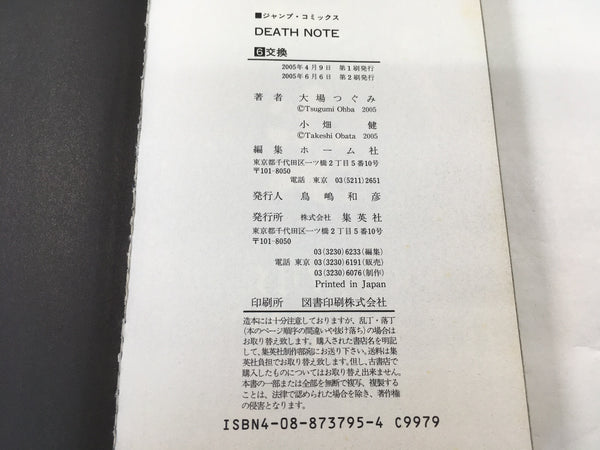 ■ジャンプ・コミックス
DEATH NOTE
6交換
2005年4月9日 第1刷発行
2005年6月6日 第2刷発行
著者 大場つぐみ
©Tsugumi Ohba 2005
小畑 健
©Takeshi Obata 2005
編集 ホーム社
東京都千代田区一ツ橋2丁目5番10号
〒101-8050
電話 東京 03(5211)2651
発行人 鳥嶋和彦
発行所 株式会社 集英社
東京都千代田区一ツ橋2丁目5番10号
〒101-8050
03(3230)6233(編集)
電話 東京 03(3230)6191(販売)
03(3230)6076(制作)
Printed in Japan
印刷所 図書印刷株式会社
造本には十分注意しておりますが、乱丁・落丁
(本のページ順序の間違いや抜け落ち)の場合は
お取り替え致します。購入された書店名を明記
して、集英社制作部宛にお送り下さい。送料は集
英社負担でお取り替え致します。但し、古書店で
購入したものについてはお取り替え出来ません。
本書の一部または全部を無断で複写、複製する
ことは、法律で認められた場合を除き、著作権
の侵害となります。
ISBN4-08-873795-4 C9979